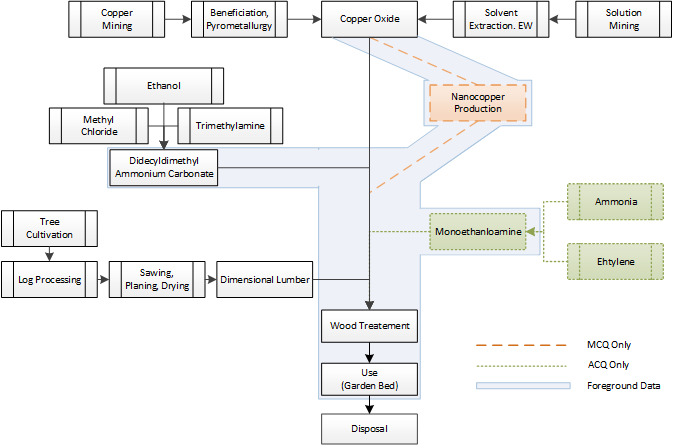 Copper
Mining
Beneficiation,
Pyrometallurgy
Copper Oxide
Solvent
Extraction. EW
Solution
Mining
Ethanol
Nanocopper
Production
Methyl
Chloride
Trimethylamine
Didecyldimethyl
Ammonium Carbonate
Ammonia
Tree
Cultivation
Monoethanloamine
Ehtylene
Log Processing
Sawing,
Planing, Drying
Dimensional Lumber
Wood Treatement
MCQ Only
ACQ Only
Use
(Garden Bed)
Foreground Data
Disposal